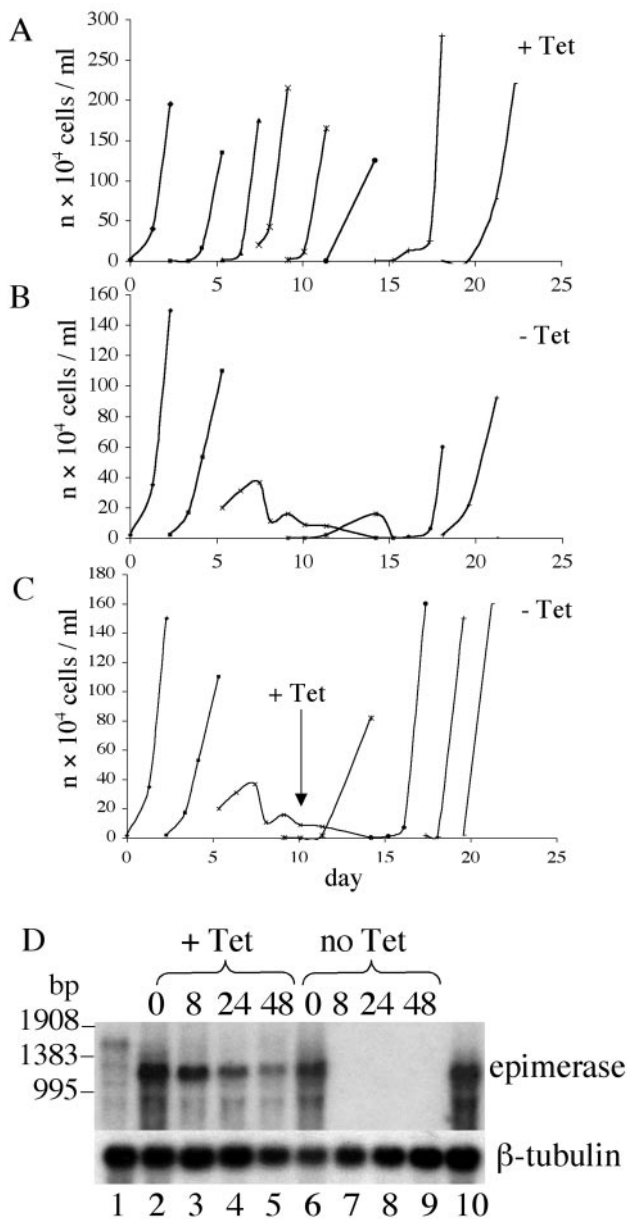 A
+ Tet
n × 10⁴ cells / ml
300
250
200
150
100
50
0
0 5 10 15 20 25
B
- Tet
n × 10⁴ cells / ml
160
140
120
100
80
60
40
20
0
0 5 10 15 20 25
C
- Tet
n × 10⁴ cells / ml
180
160
140
120
100
80
60
40
20
0
+ Tet
0 5 10 15 20 25
day
D
+ Tet no Tet
bp
0 8 24 48 0 8 24 48
1908
1383
995
epimerase
β-tubulin
1 2 3 4 5 6 7 8 9 10